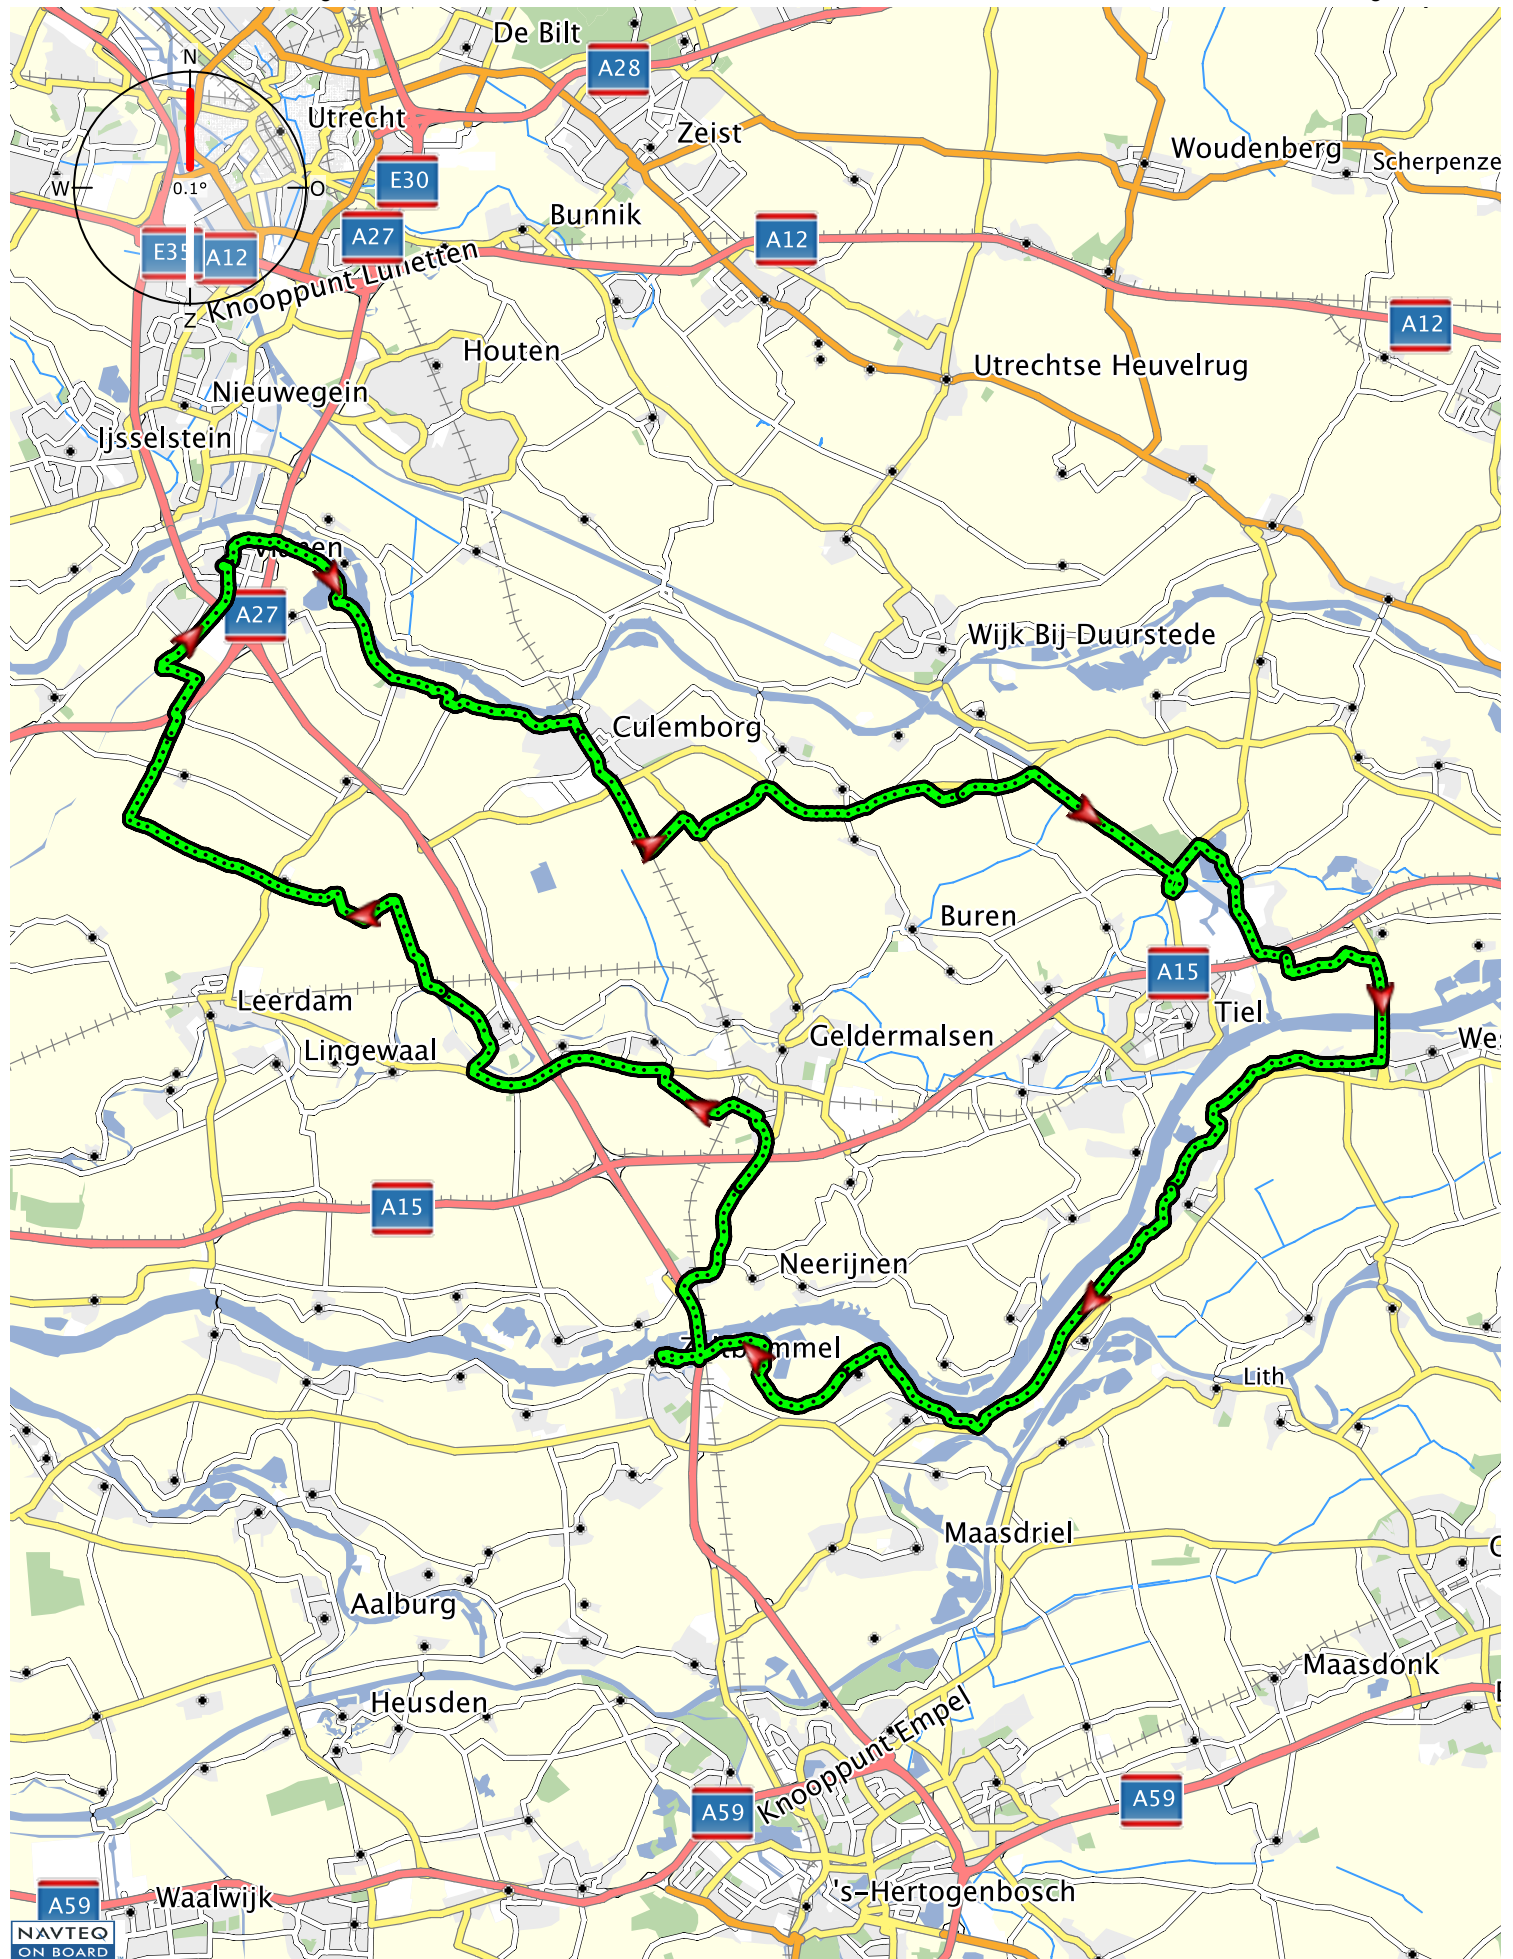 De Bilt
A28
N
Utrecht
Zeist
Woudenberg
Scherpenze
E30
W
0.1°
O
Bunnik
A27
A12
E35
A12
Knooppunt Lunetten
Z
A12
Houten
Utrechtse Heuvelrug
Nieuwegein
Ijsselstein
A27
Wijk Bij Duurstede
Culemborg
Buren
A15
Leerdam
Tiel
Geldermalsen
Lingewaal
A15
Neerijnen
Lith
Maasdriel
Aalburg
Maasdonk
Heusden
Knooppunt Empel
A59
A59
's-Hertogenbosch
A59
Waalwijk
NAVTEQ
ON BOARD